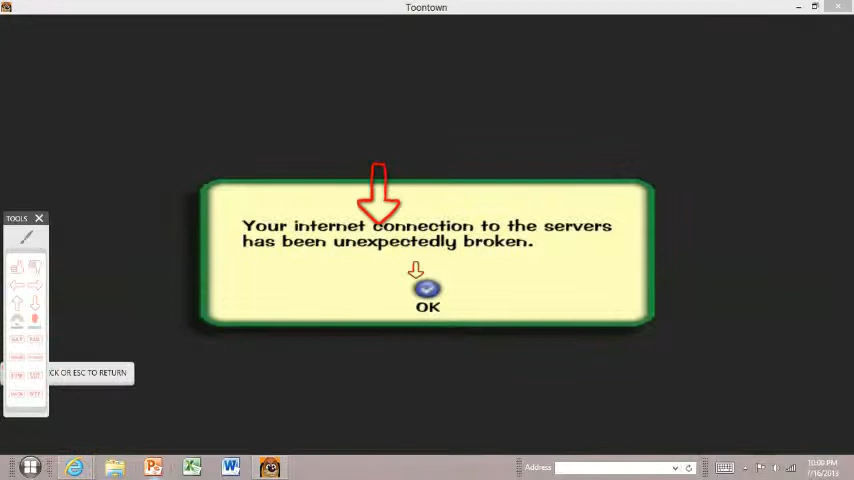 Toontown
Your internet connection to the servers
has been unexpectedly broken.
OK
TOOLS
CK OR ESC TO RETURN
Address
10:00 PM
7/16/2013